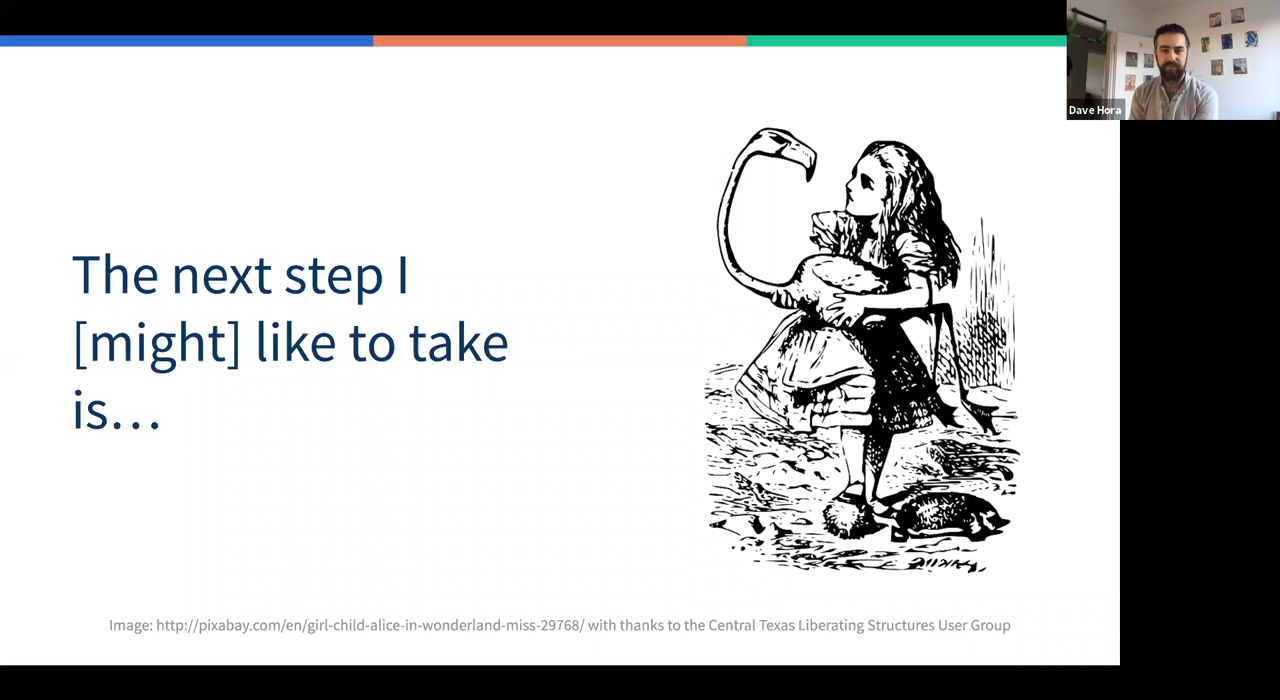 Dave Hora
The next step I
[might] like to take
is…
Image: http://pixabay.com/en/girl-child-alice-in-wonderland-miss-29768/ with thanks to the Central Texas Liberating Structures User Group